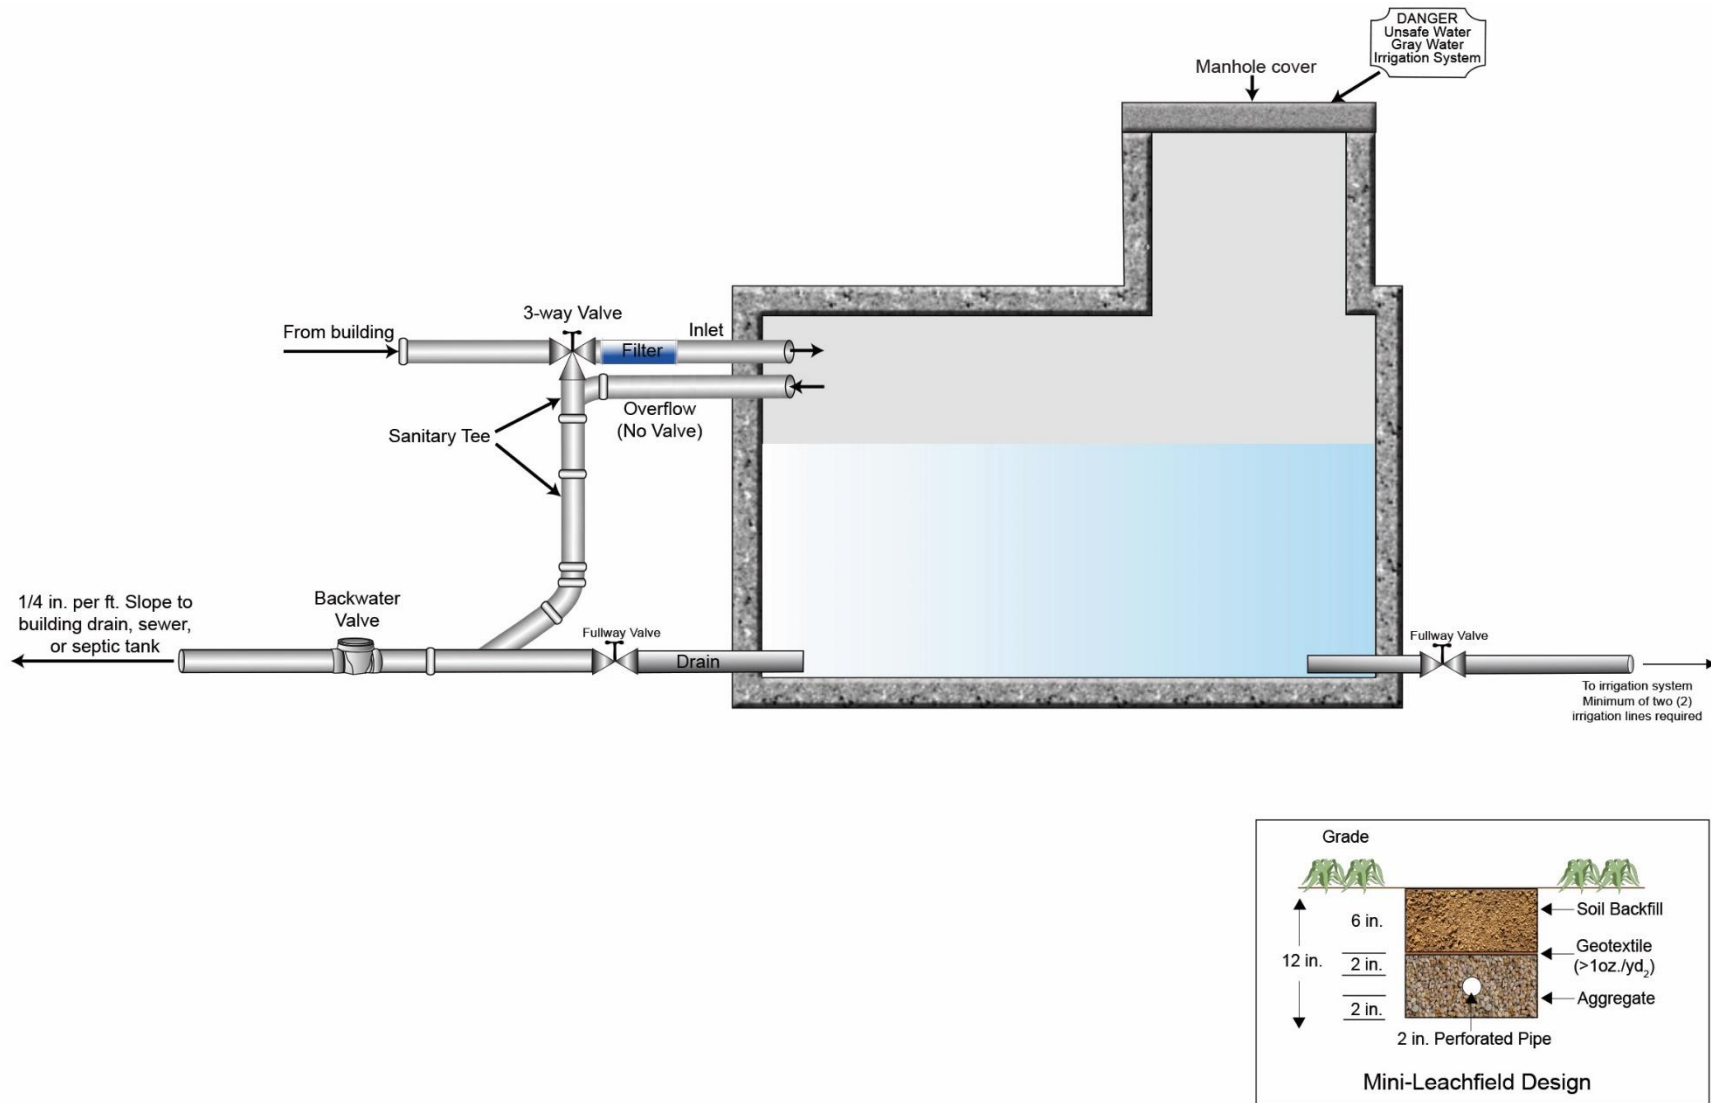 DANGER
Unsafe Water
Gray Water
Irrigation System
Manhole cover
3-way Valve
From building
Inlet
Filter
Overflow
(No Valve)
Sanitary Tee
1/4 in. per ft. Slope to
building drain, sewer,
or septic tank
Backwater
Valve
Fullway Valve
Drain
Fullway Valve
To irrigation system
Minimum of two (2)
irrigation lines required
Grade
6 in.
12 in.
2 in.
2 in.
Soil Backfill
Geotextile
(>1oz./yd₂)
Aggregate
2 in. Perforated Pipe
Mini-Leachfield Design